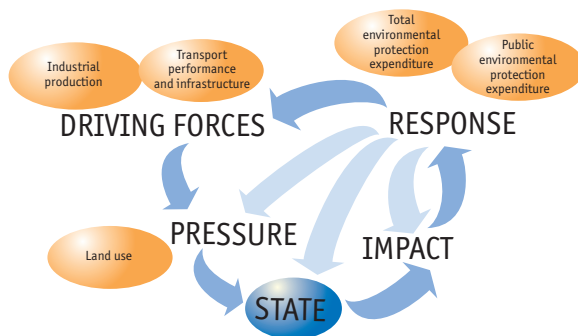 Industrial
production
Transport
performance
and infrastructure
Total
environmental
protection
expenditure
Public
environmental
protection
expenditure
DRIVING FORCES
RESPONSE
PRESSURE
IMPACT
Land use
STATE